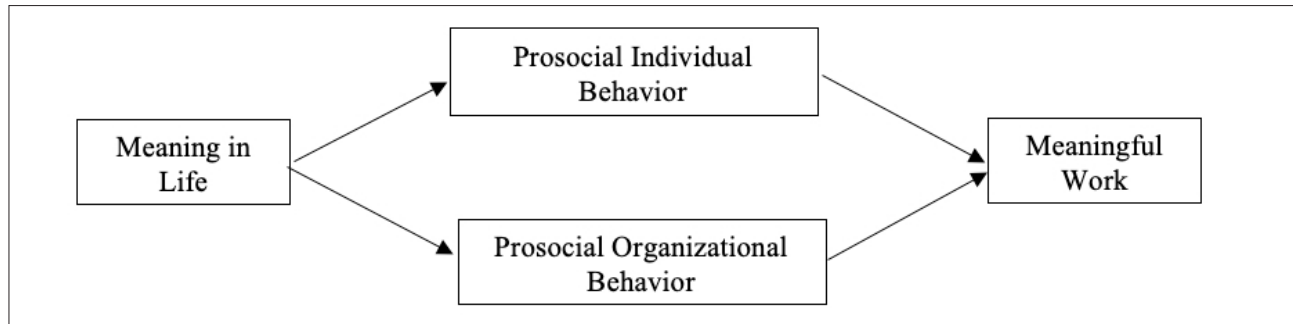 Prosocial Individual
Behavior
Meaning in
Life
Meaningful
Work
Prosocial Organizational
Behavior